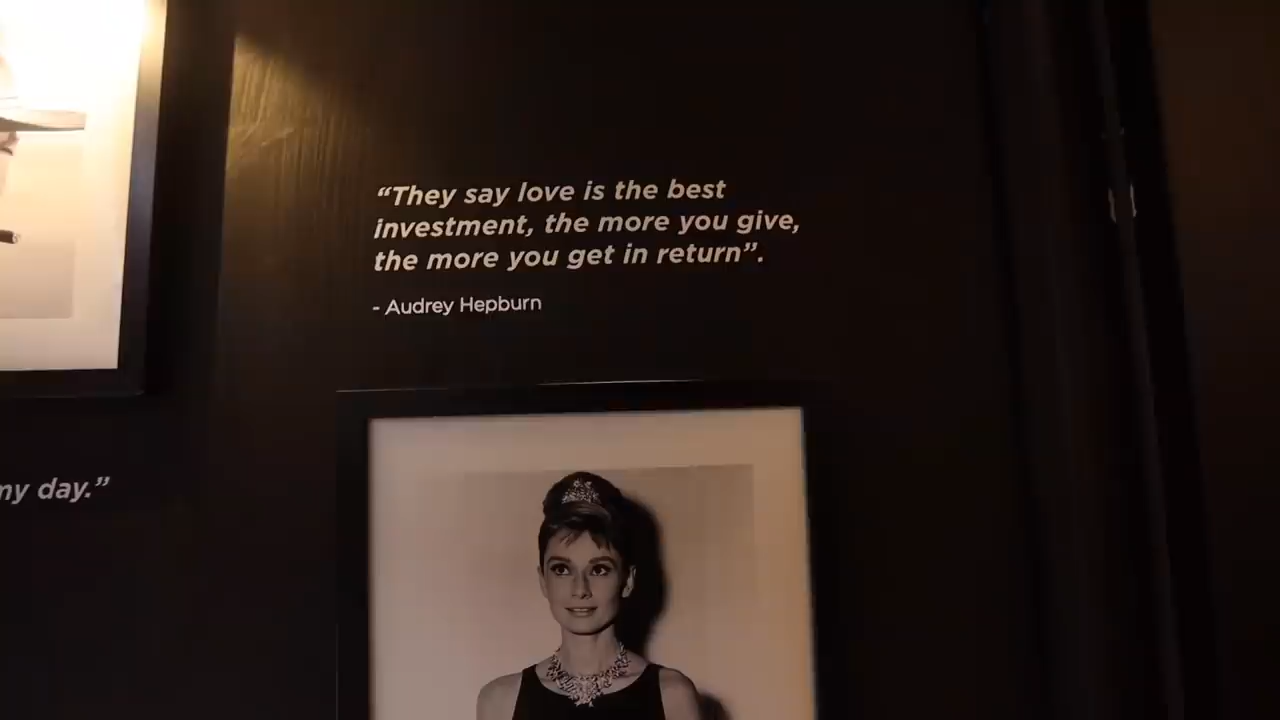 “They say love is the best
investment, the more you give,
the more you get in return”.
- Audrey Hepburn
my day.”